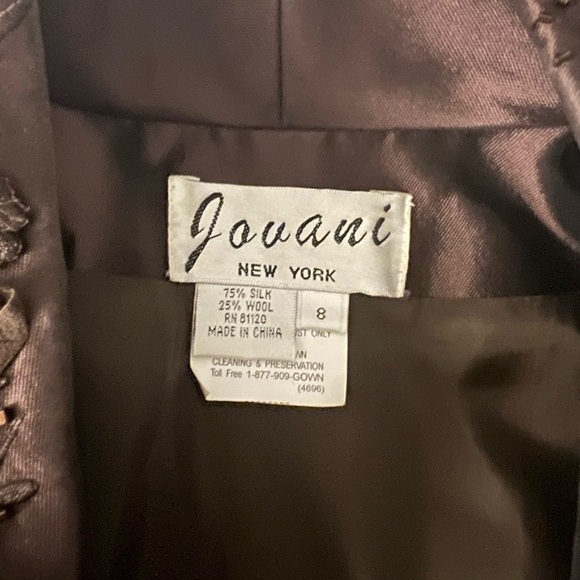 Jovani
NEW YORK
75% SILK
25% WOOL
RN 81120
MADE IN CHINA
8
ONLY
CLEANING & PRESERVATION
Toll Free 1-877-909-GOWN
(4696)